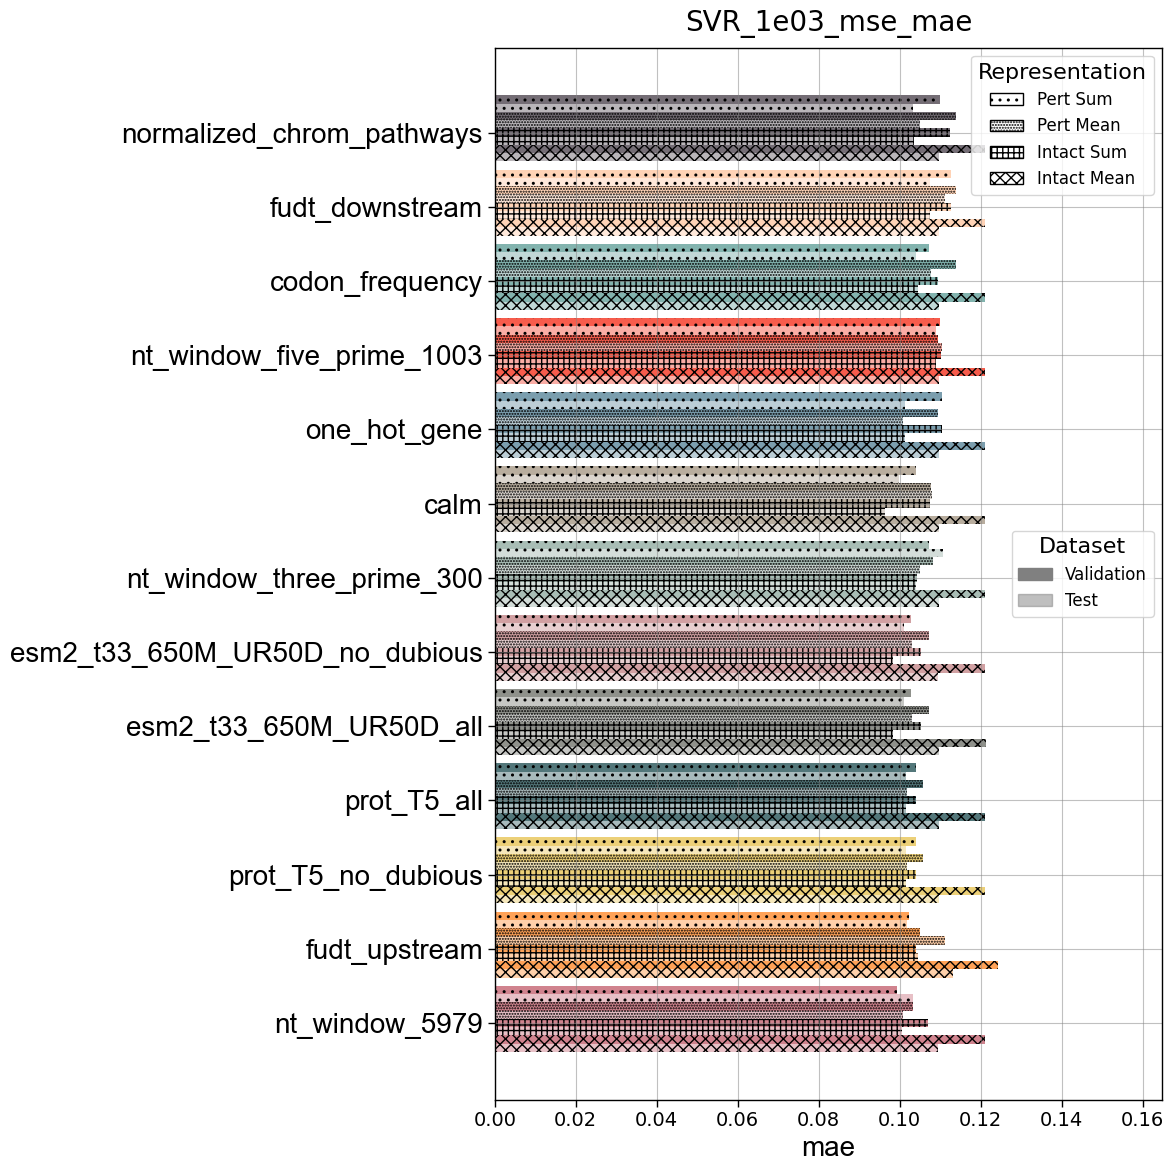 SVR_1e03_mse_mae
Representation
Pert Sum
Pert Mean
Intact Sum
Intact Mean
normalized_chrom_pathways
fudt_downstream
codon_frequency
nt_window_five_prime_1003
one_hot_gene
calm
nt_window_three_prime_300
esm2_t33_650M_UR50D_no_dubious
esm2_t33_650M_UR50D_all
prot_T5_all
prot_T5_no_dubious
fudt_upstream
nt_window_5979
Dataset
Validation
Test
0.00 0.02 0.04 0.06 0.08 0.10 0.12 0.14 0.16
mae